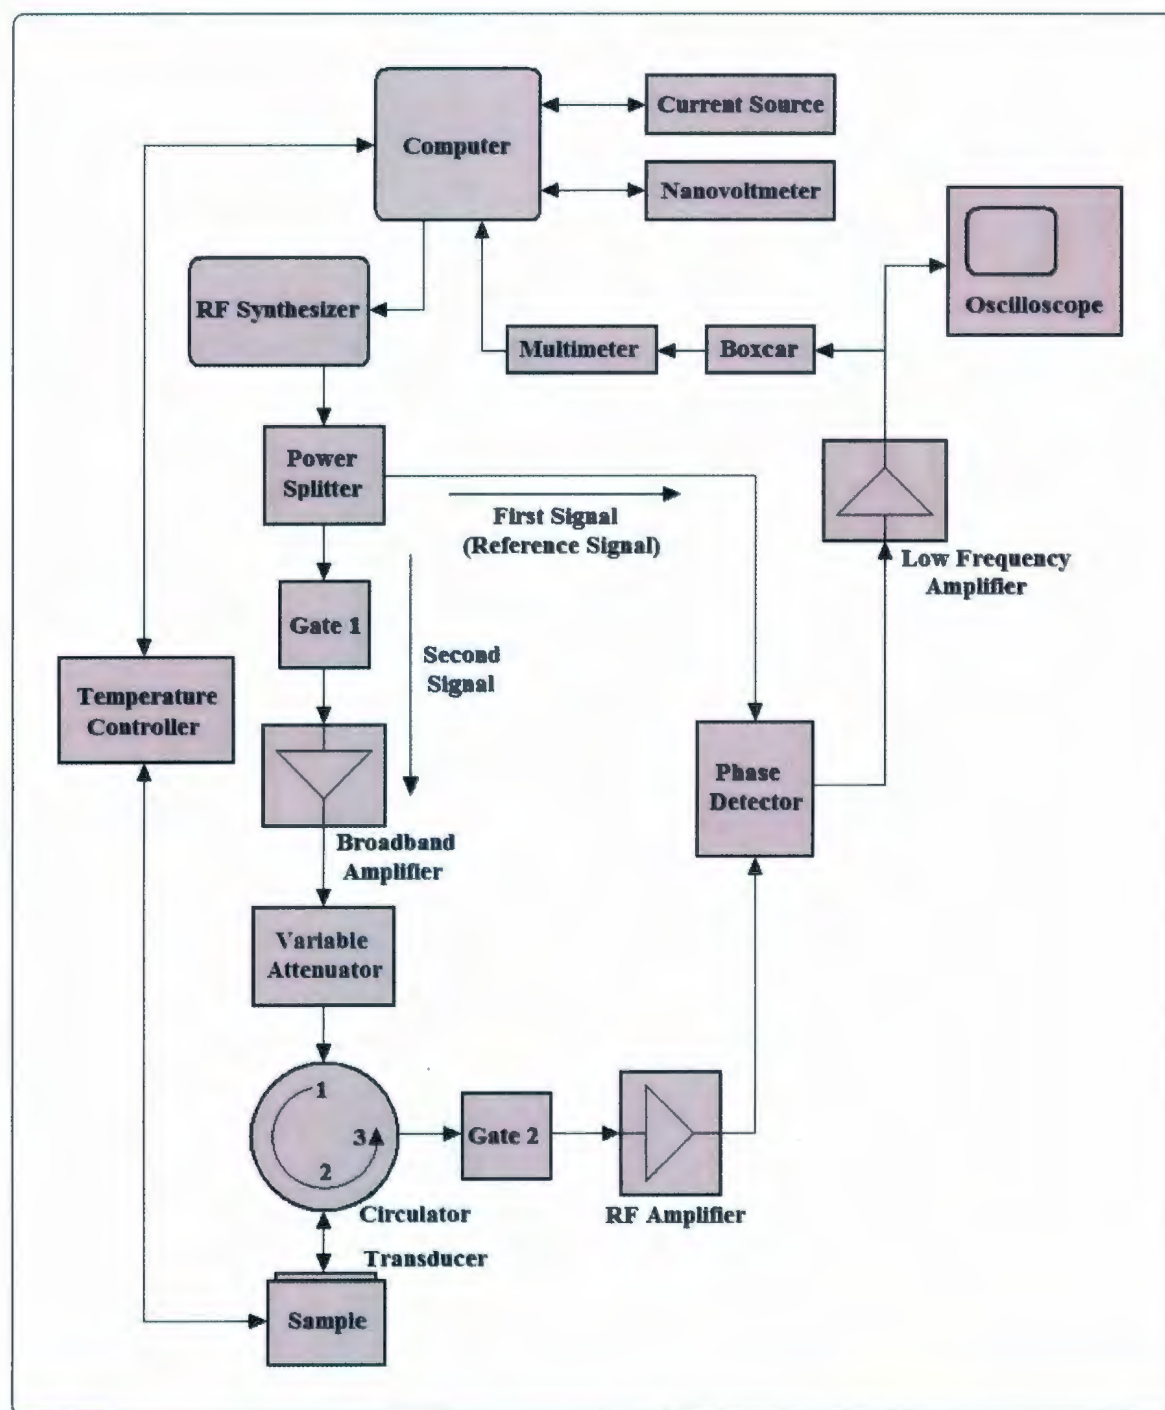 Computer
Current Source
Nanovoltmeter
RF Synthesizer
Oscilloscope
Multimeter
Boxcar
Power
Splitter
First Signal
(Reference Signal)
Low Frequency
Amplifier
Gate 1
Second
Signal
Temperature
Controller
Phase
Detector
Broadband
Amplifier
Variable
Attenuator
1
3
2
Gate 2
Circulator
RF Amplifier
Transducer
Sample